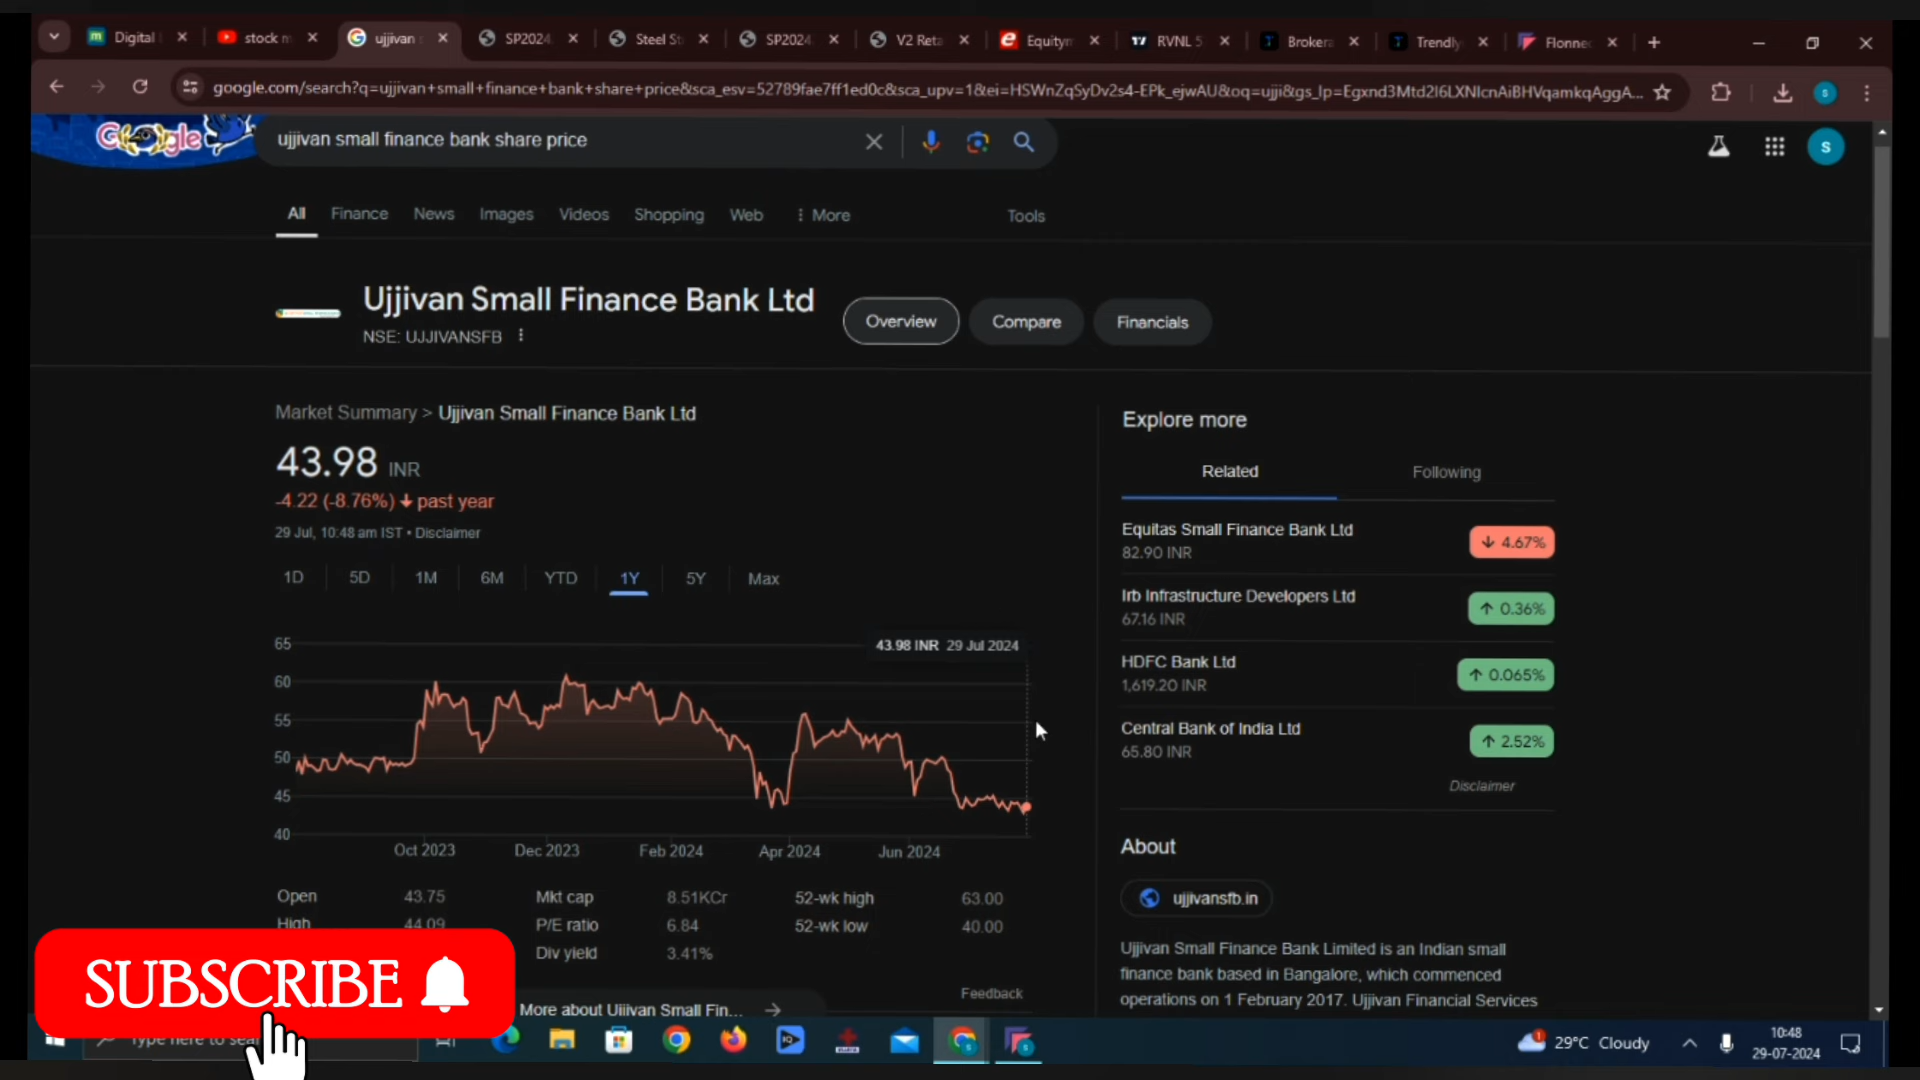 Digital
stock m
ujjivan s
SP2024
Steel St
SP2024
V2 Reta
Equitym
RVNL 5
Broker
Trendly
Flonne
google.com/search?q=ujjivan+small+finance+bank+share+price&sca_esv=52789fae7ff1ed0c&sca_upv=1&ei=HSWnZqSyDv2s4-EPk_ejwAU&oq=ujji&gs_lp=Egxnd3Mtd2l6LXNlcnAiBHVqamkqAggA...
S
Google
ujjivan small finance bank share price
S
All
Finance
News
Images
Videos
Shopping
Web
More
Tools
Ujjivan Small Finance Bank Ltd
NSE: UJJIVANSFB
Overview
Compare
Financials
Market Summary > Ujjivan Small Finance Bank Ltd
43.98 INR
-4.22 (-8.76%) ↓ past year
29 Jul, 10:48 am IST • Disclaimer
1D
5D
1M
6M
YTD
1Y
5Y
Max
43.98 INR 29 Jul 2024
65
60
55
50
45
40
Oct 2023
Dec 2023
Feb 2024
Apr 2024
Jun 2024
Open 43.75
High 44.09
Mkt cap 8.51KCr
P/E ratio 6.84
Div yield 3.41%
52-wk high 63.00
52-wk low 40.00
Feedback
More about Ujjivan Small Fin... →
Explore more
Related
Following
Equitas Small Finance Bank Ltd
82.90 INR
↓ 4.67%
Irb Infrastructure Developers Ltd
67.16 INR
↑ 0.36%
HDFC Bank Ltd
1,619.20 INR
↑ 0.065%
Central Bank of India Ltd
65.80 INR
↑ 2.52%
Disclaimer
About
ujjivansfb.in
Ujjivan Small Finance Bank Limited is an Indian small
finance bank based in Bangalore, which commenced
operations on 1 February 2017. Ujjivan Financial Services
SUBSCRIBE
Type here to sea
29°C Cloudy
10:48
29-07-2024